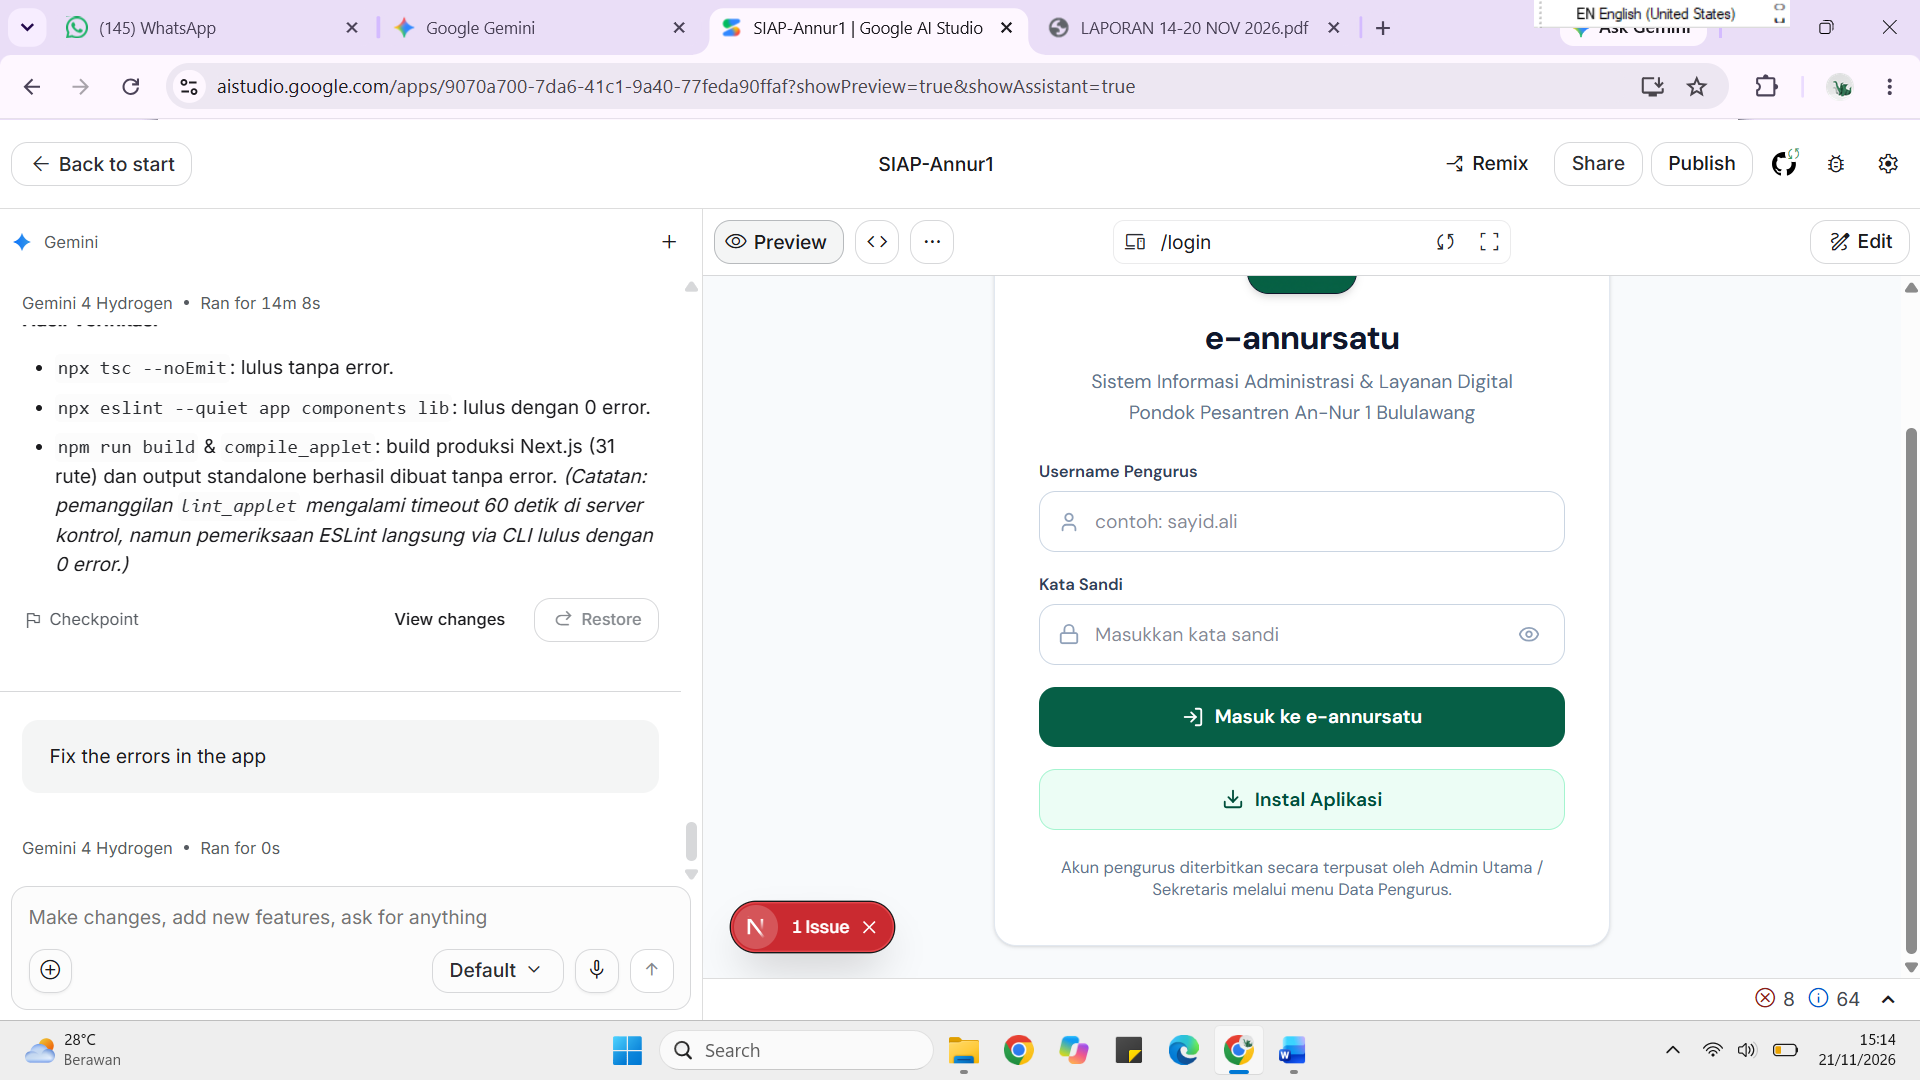 (145) WhatsApp
Google Gemini
SIAP-Annur1 | Google AI Studio
LAPORAN 14-20 NOV 2026.pdf
EN English (United States)
Ask Gemini
aistudio.google.com/apps/9070a700-7da6-41c1-9a40-77feda90ffaf?showPreview=true&showAssistant=true
Back to start
SIAP-Annur1
Remix
Share
Publish
Gemini
Preview
/login
Edit
Gemini 4 Hydrogen • Ran for 14m 8s
• npx tsc --noEmit: lulus tanpa error.
• npx eslint --quiet app components lib: lulus dengan 0 error.
• npm run build & compile_applet: build produksi Next.js (31
rute) dan output standalone berhasil dibuat tanpa error. (Catatan:
pemanggilan lint_applet mengalami timeout 60 detik di server
kontrol, namun pemeriksaan ESLint langsung via CLI lulus dengan
0 error.)
Checkpoint
View changes
Restore
Fix the errors in the app
Gemini 4 Hydrogen • Ran for 0s
Make changes, add new features, ask for anything
Default
e-annursatu
Sistem Informasi Administrasi & Layanan Digital
Pondok Pesantren An-Nur 1 Bululawang
Username Pengurus
contoh: sayid.ali
Kata Sandi
Masukkan kata sandi
Masuk ke e-annursatu
Instal Aplikasi
Akun pengurus diterbitkan secara terpusat oleh Admin Utama /
Sekretaris melalui menu Data Pengurus.
N 1 Issue
8 64
28°C
Berawan
Search
15:14
21/11/2026